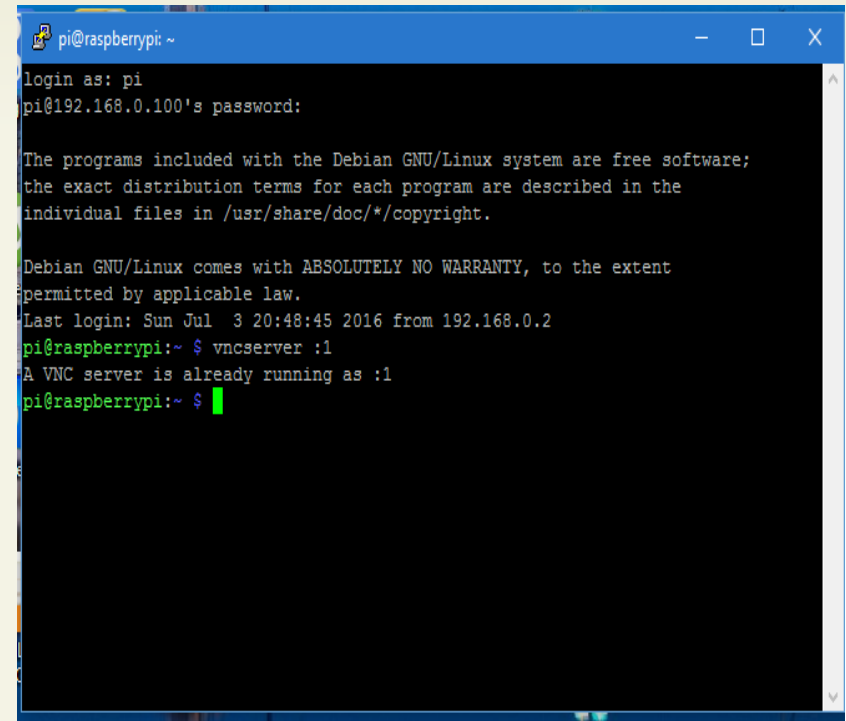 pi@raspberrypi: ~
login as: pi
pi@192.168.0.100's password:
The programs included with the Debian GNU/Linux system are free software;
the exact distribution terms for each program are described in the
individual files in /usr/share/doc/*/copyright.
Debian GNU/Linux comes with ABSOLUTELY NO WARRANTY, to the extent
permitted by applicable law.
Last login: Sun Jul  3 20:48:45 2016 from 192.168.0.2
pi@raspberrypi:~ $ vncserver :1
A VNC server is already running as :1
pi@raspberrypi:~ $